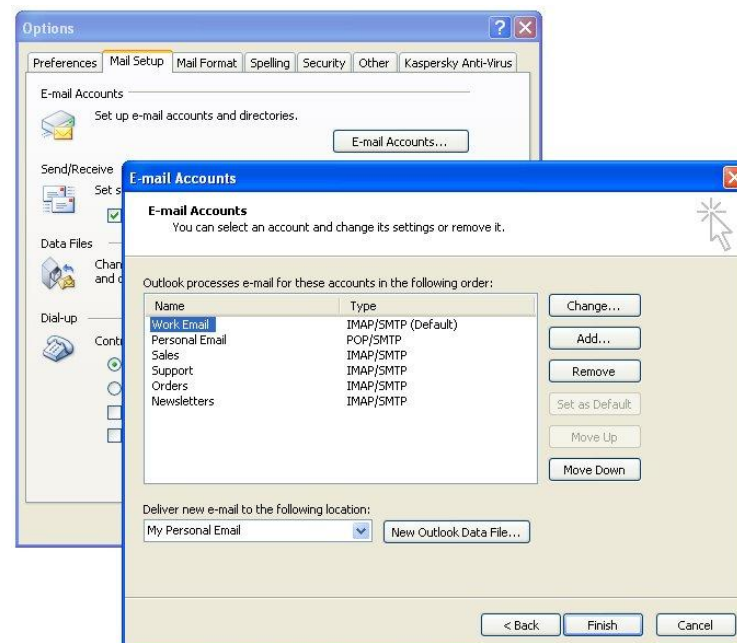 Options
Preferences Mail Setup Mail Format Spelling Security Other Kaspersky Anti-Virus
E-mail Accounts
Set up e-mail accounts and directories.
E-mail Accounts...
Send/Receive
Set s
Data Files
Chan
and c
Dial-up
Cont
E-mail Accounts
E-mail Accounts
You can select an account and change its settings or remove it.
Outlook processes e-mail for these accounts in the following order:
Name Type
Work Email IMAP/SMTP (Default)
Personal Email POP/SMTP
Sales IMAP/SMTP
Support IMAP/SMTP
Orders IMAP/SMTP
Newsletters IMAP/SMTP
Change...
Add...
Remove
Set as Default
Move Up
Move Down
Deliver new e-mail to the following location:
My Personal Email New Outlook Data File...
< Back Finish Cancel